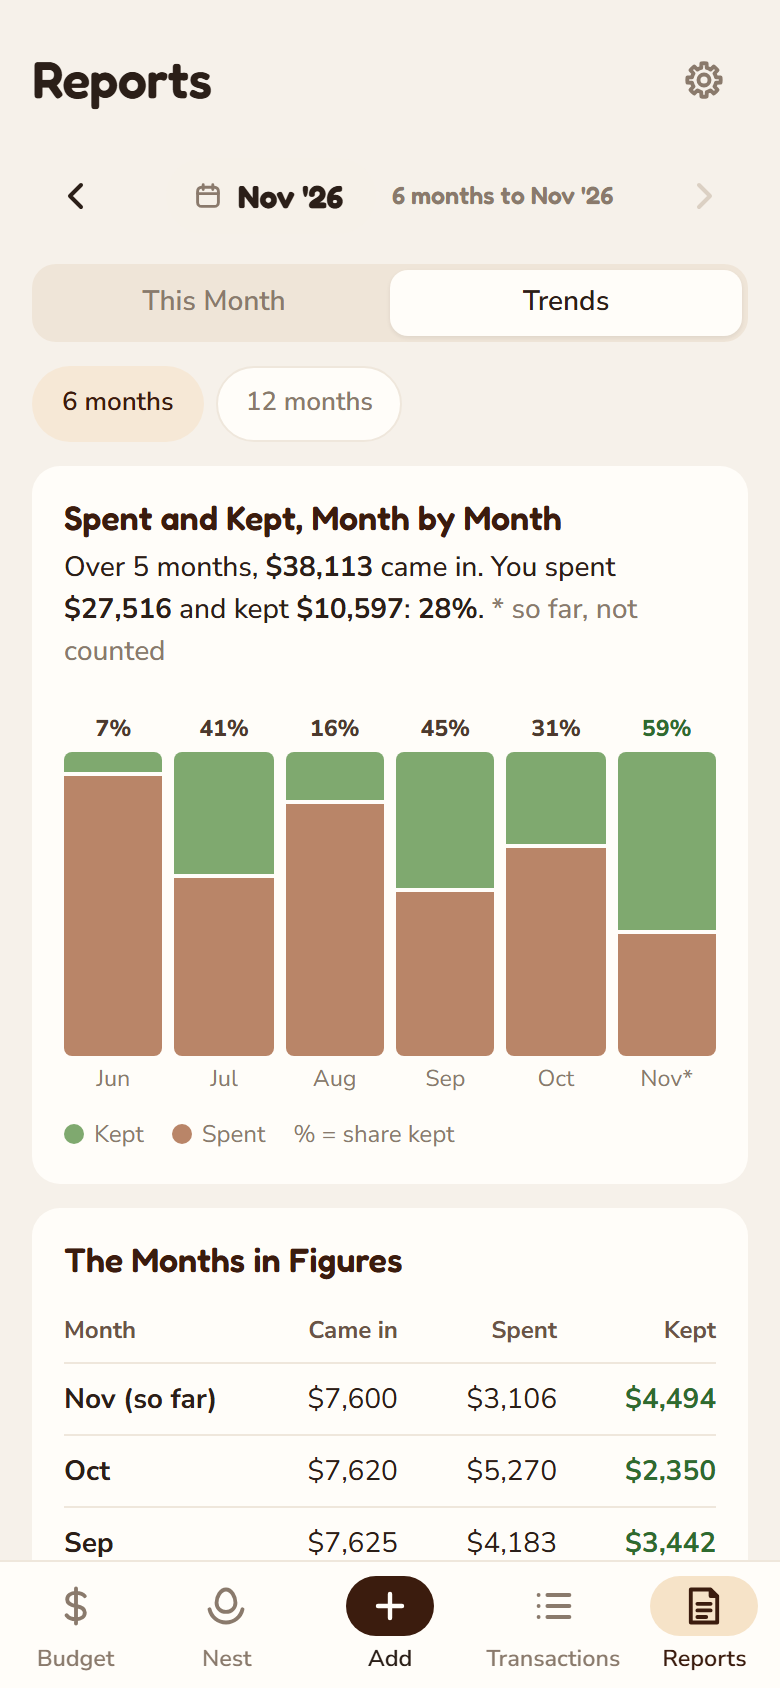 Reports
Nov '26
6 months to Nov '26
This Month
Trends
6 months
12 months
Spent and Kept, Month by Month
Over 5 months, $38,113 came in. You spent
$27,516 and kept $10,597: 28%. * so far, not
counted
7% 41% 16% 45% 31% 59%
Jun Jul Aug Sep Oct Nov*
Kept Spent % = share kept
The Months in Figures
Month Came in Spent Kept
Nov (so far) $7,600 $3,106 $4,494
Oct $7,620 $5,270 $2,350
Sep $7,625 $4,183 $3,442
Budget Nest Add Transactions Reports